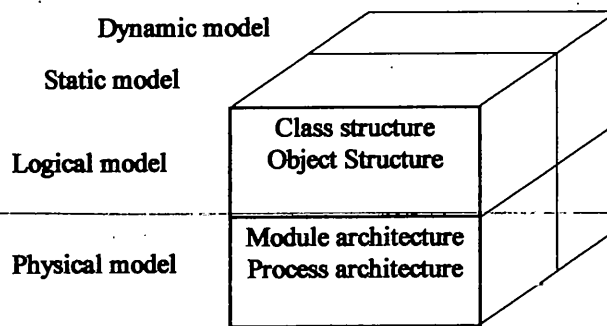 Dynamic model
Static model
Class structure
Logical model
Object Structure
Module architecture
Physical model
Process architecture